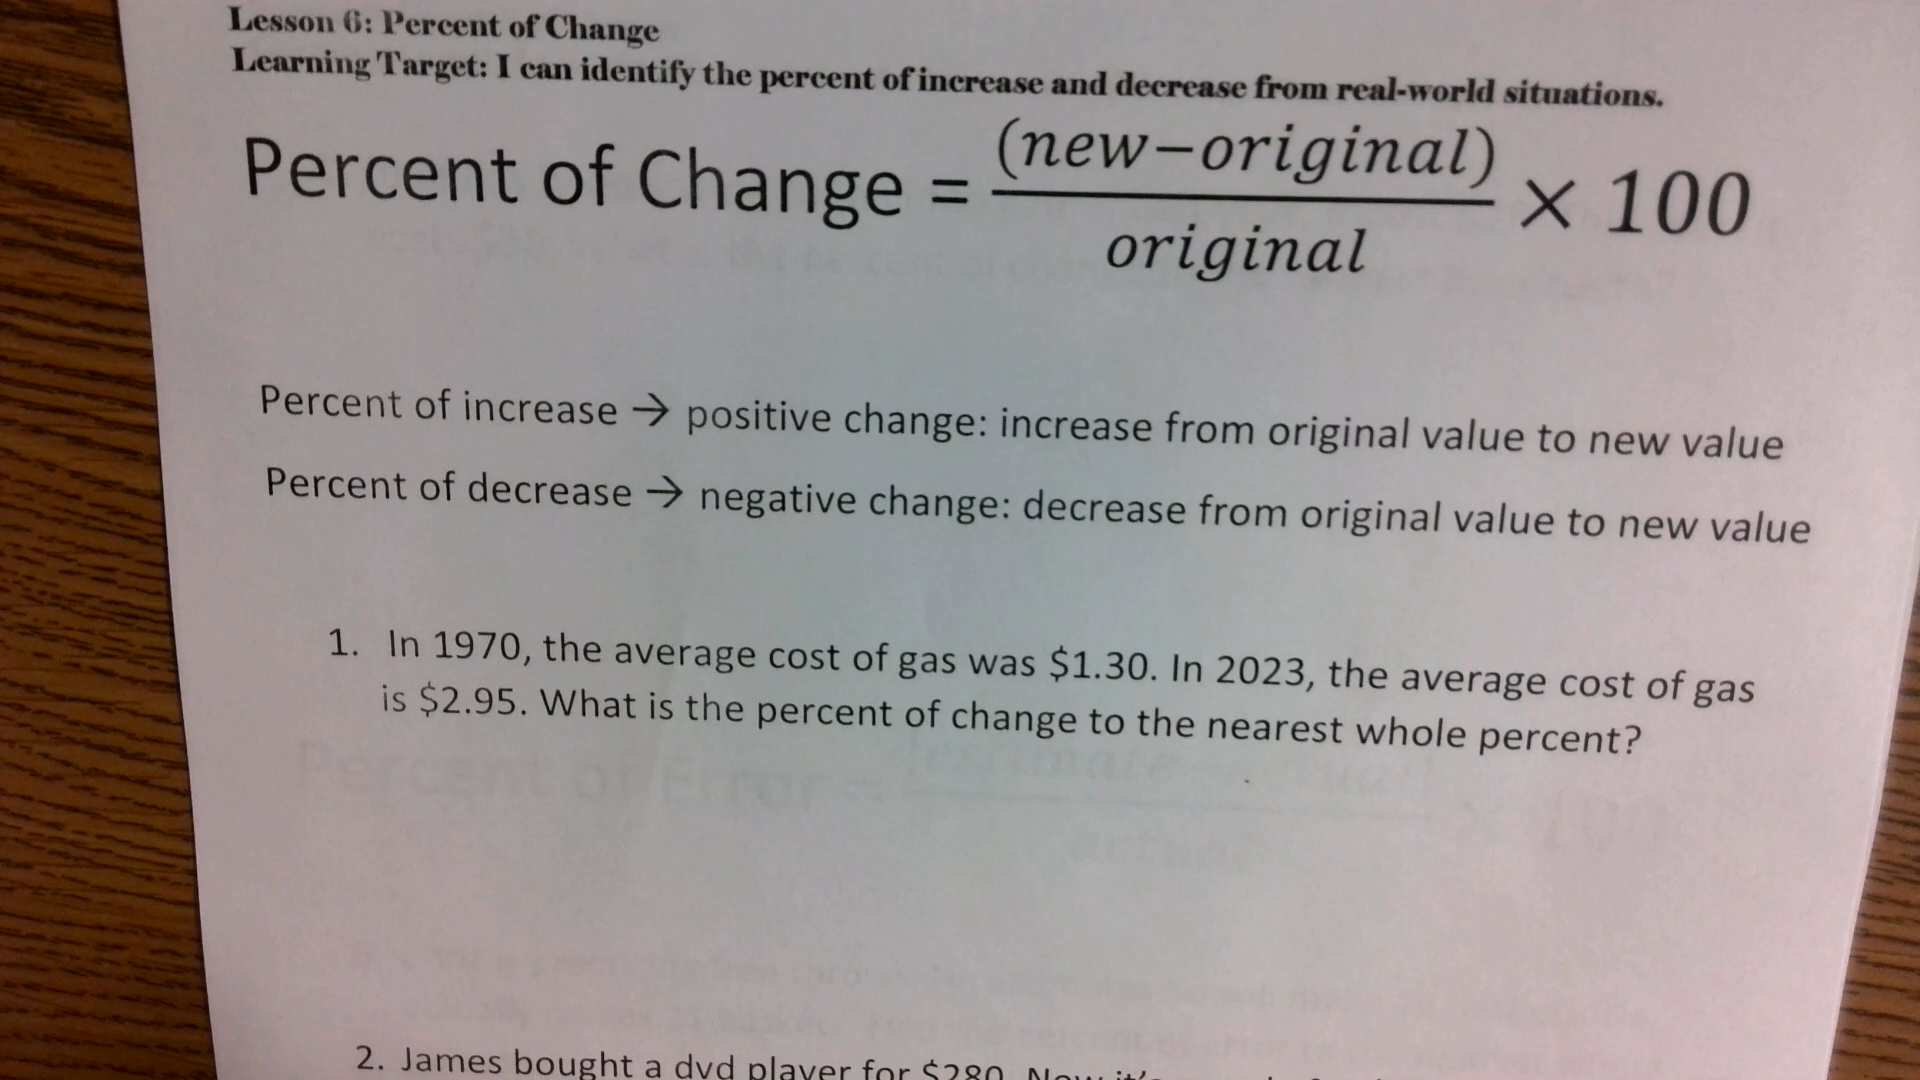 Lesson 6: Percent of Change
Learning Target: I can identify the percent of increase and decrease from real-world situations.
Percent of Change = (new−original)/original × 100
Percent of increase → positive change: increase from original value to new value
Percent of decrease → negative change: decrease from original value to new value
1. In 1970, the average cost of gas was $1.30. In 2023, the average cost of gas
is $2.95. What is the percent of change to the nearest whole percent?
2. James bought a dvd player for $280. Now it's